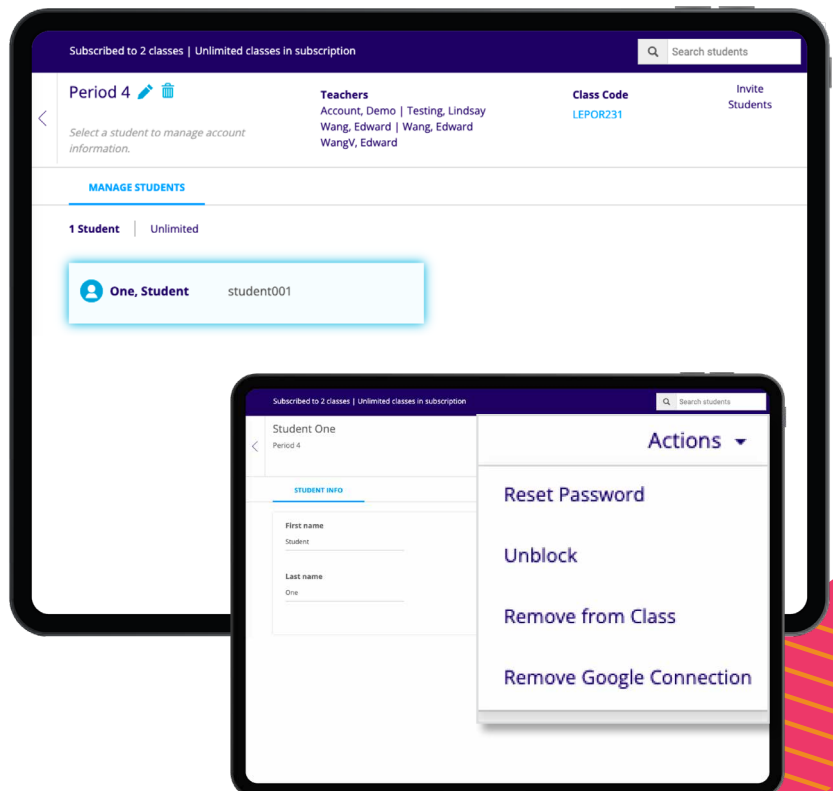 Subscribed to 2 classes | Unlimited classes in subscription
Search students
Period 4
Select a student to manage account
information.
Teachers
Account, Demo | Testing, Lindsay
Wang, Edward | Wang, Edward
WangV, Edward
Class Code
LEPOR231
Invite
Students
MANAGE STUDENTS
1 Student
Unlimited
One, Student
student001
Subscribed to 2 classes | Unlimited classes in subscription
Search students
Student One
Period 4
STUDENT INFO
First name
Student
Last name
One
Actions
Reset Password
Unblock
Remove from Class
Remove Google Connection